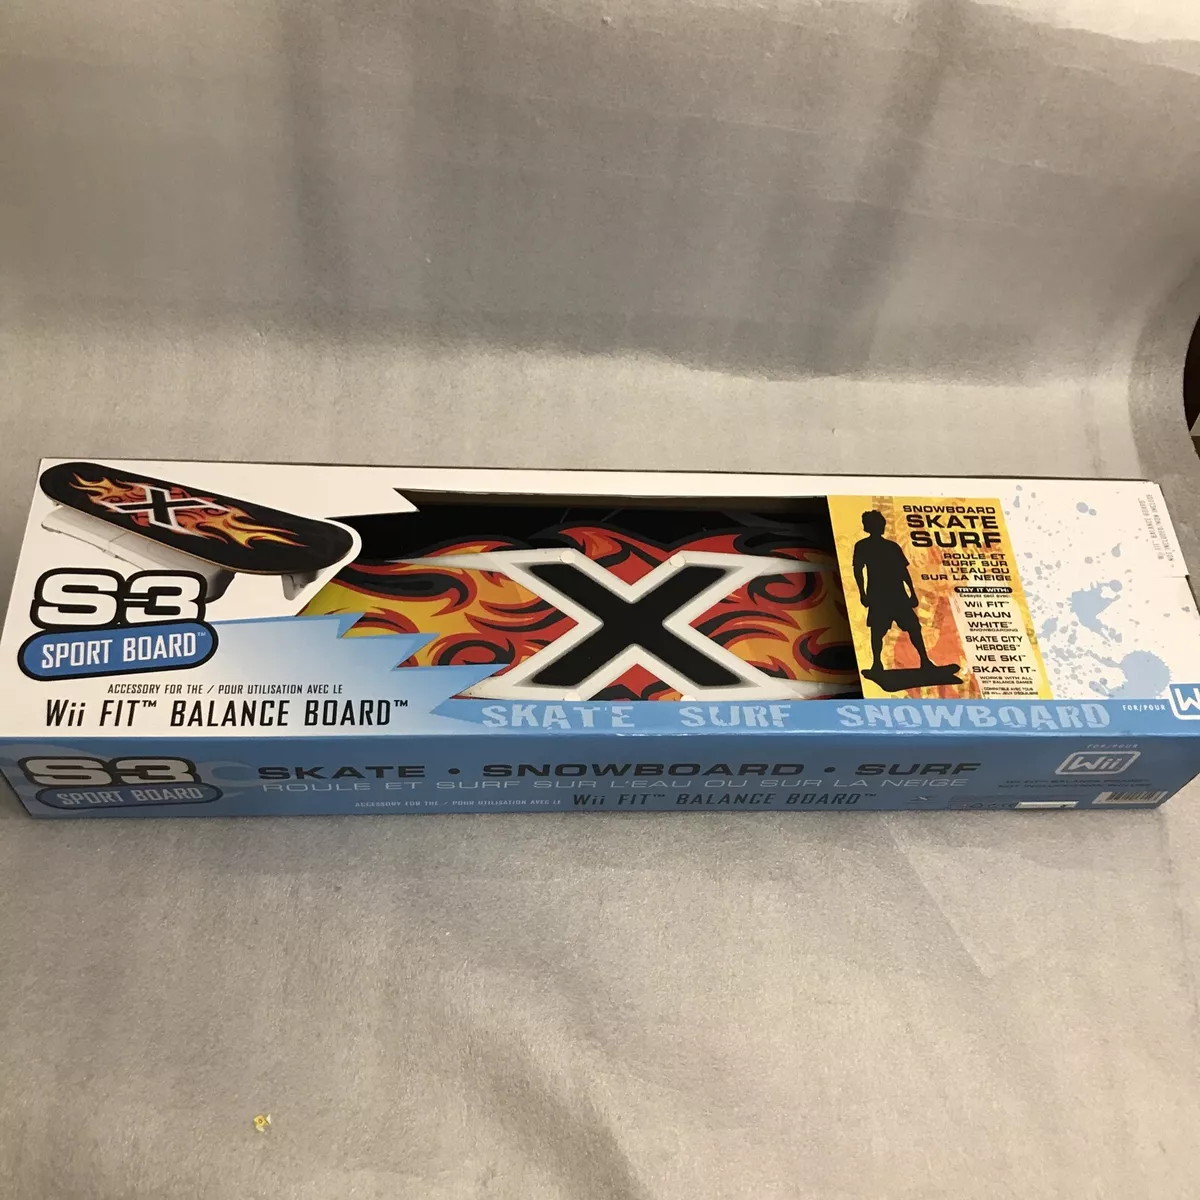 X
S3
SPORT BOARD™
ACCESSORY FOR THE / POUR UTILISATION AVEC LE
Wii FIT™ BALANCE BOARD™
X
SNOWBOARD
SKATE
SURF
ROULE ET
SURF SUR
L'EAU OU
SUR LA NEIGE
TRY IT WITH:
Wii FIT™
SHAUN
WHITE™
SNOWBOARDING
SKATE CITY
HEROES™
WE SKI™
SKATE IT™
WORKS WITH ALL
Wii BALANCE GAMES
SKATE SURF SNOWBOARD
FOR/POUR
S3
SPORT BOARD
SKATE • SNOWBOARD • SURF
ROULE ET SURF SUR L'EAU OU SUR LA NEIGE
ACCESSORY FOR THE / POUR UTILISATION AVEC LE Wii FIT™ BALANCE BOARD™
FOR/POUR
Wii